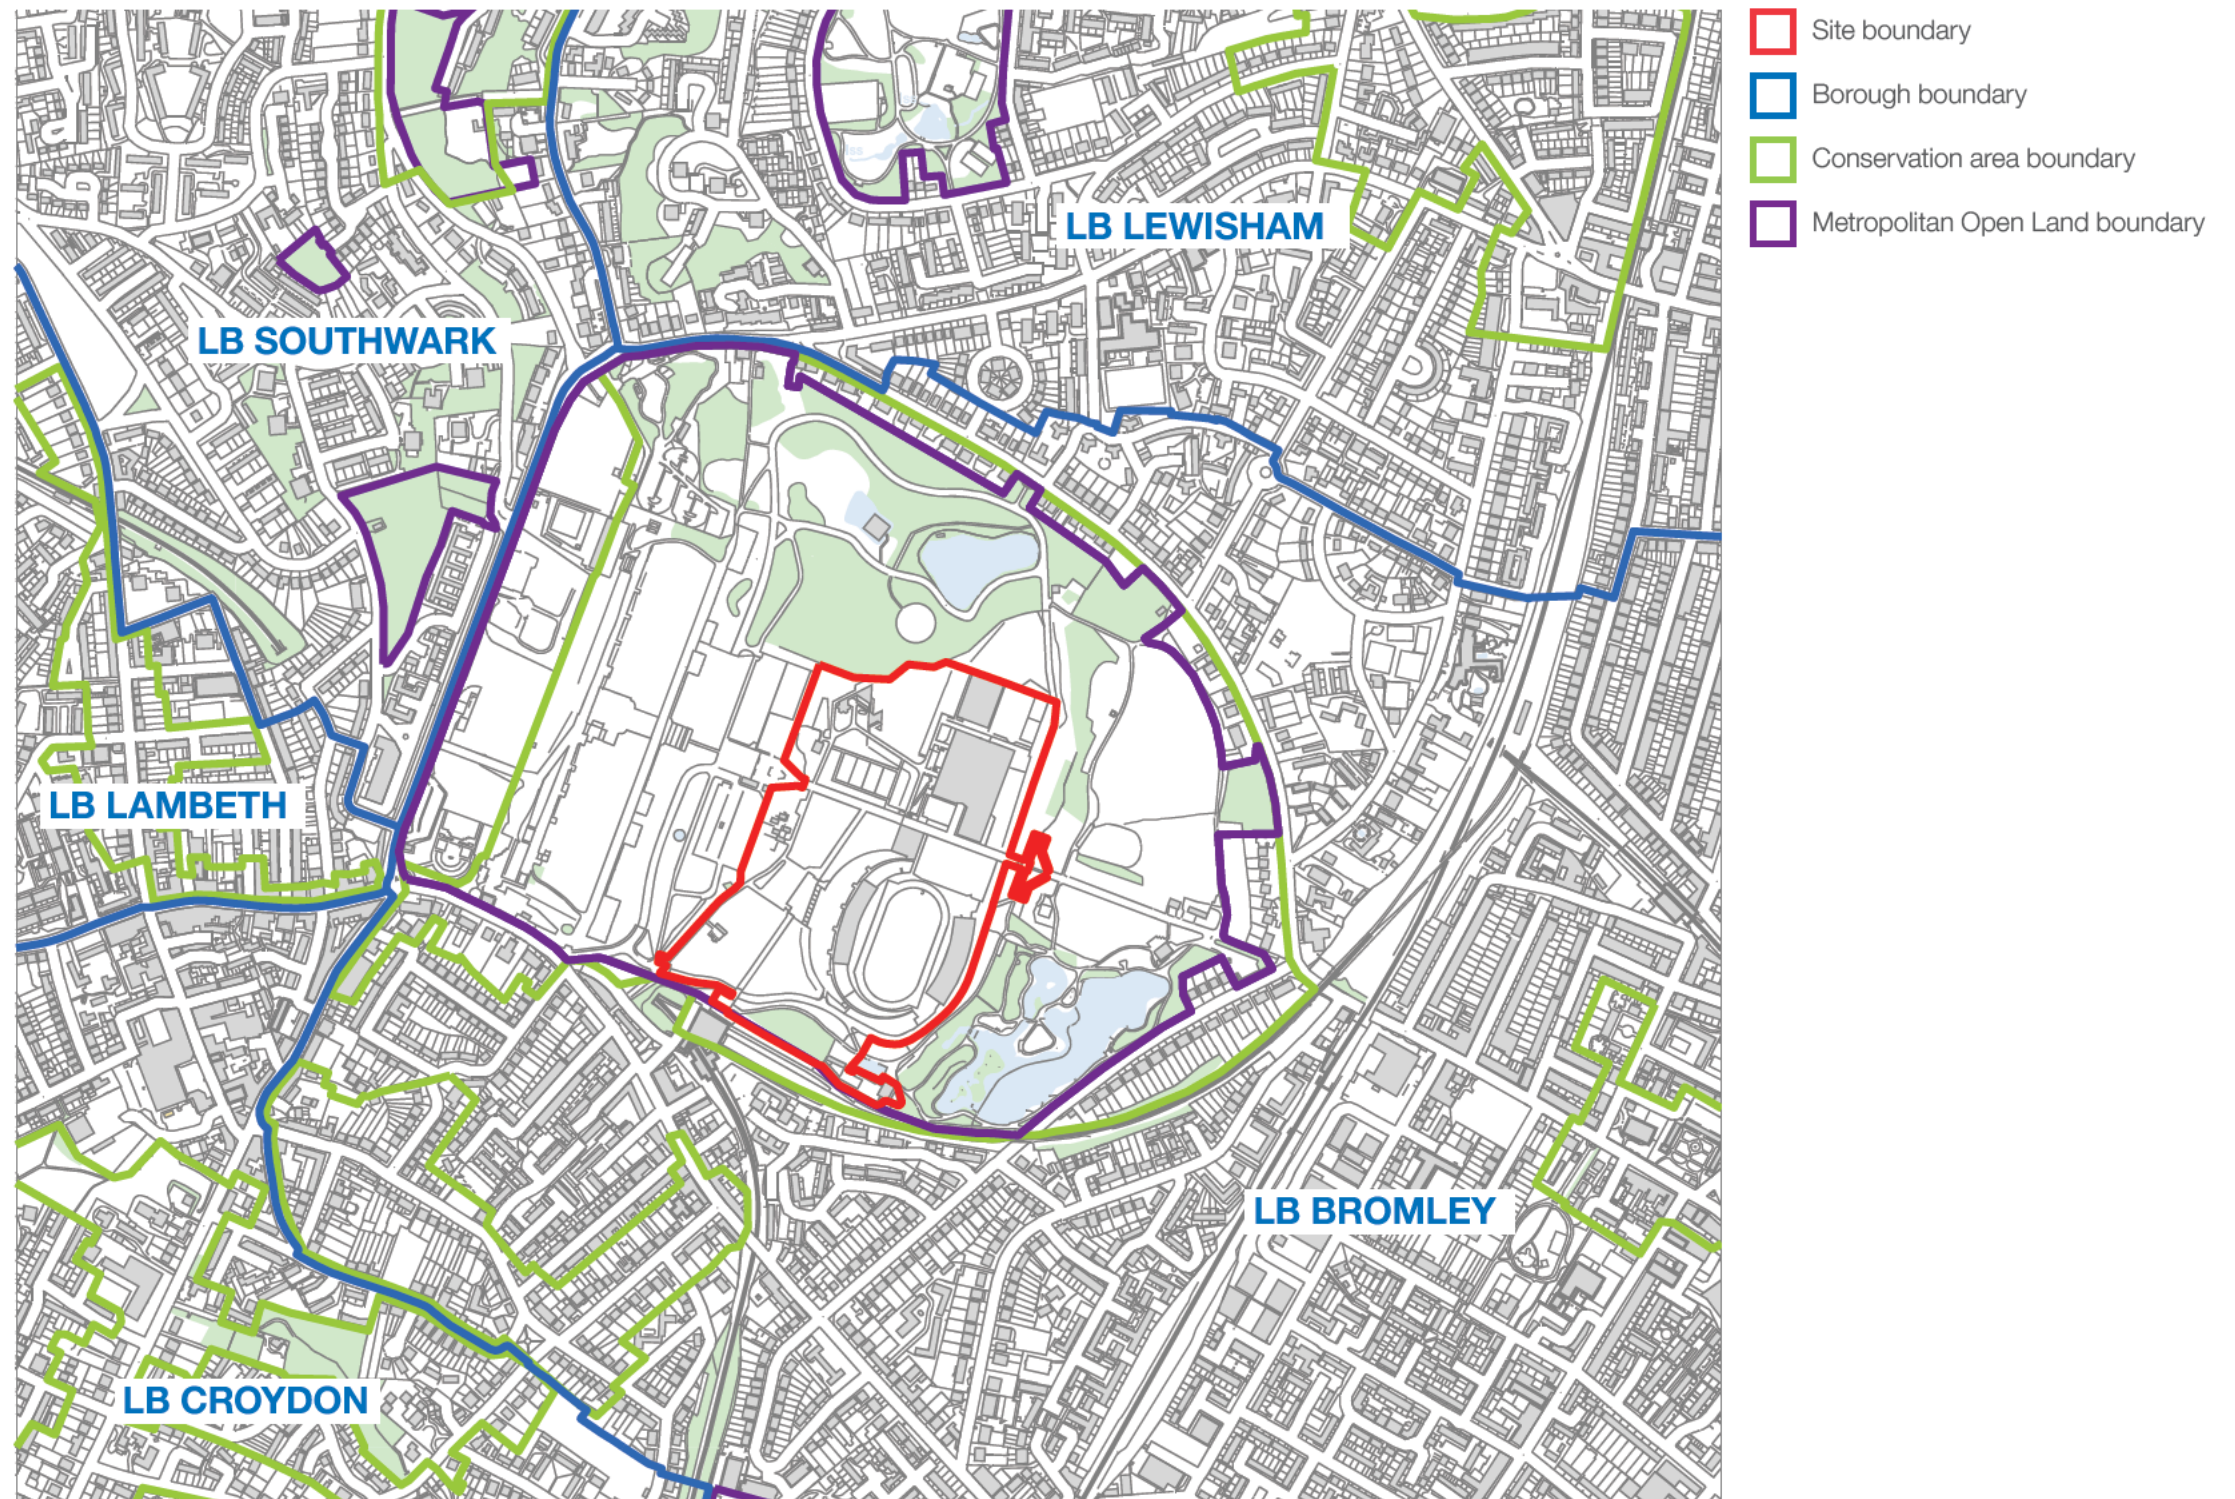 Site boundary
Borough boundary
Conservation area boundary
Metropolitan Open Land boundary
LB LEWISHAM
LB SOUTHWARK
LB LAMBETH
LB BROMLEY
LB CROYDON